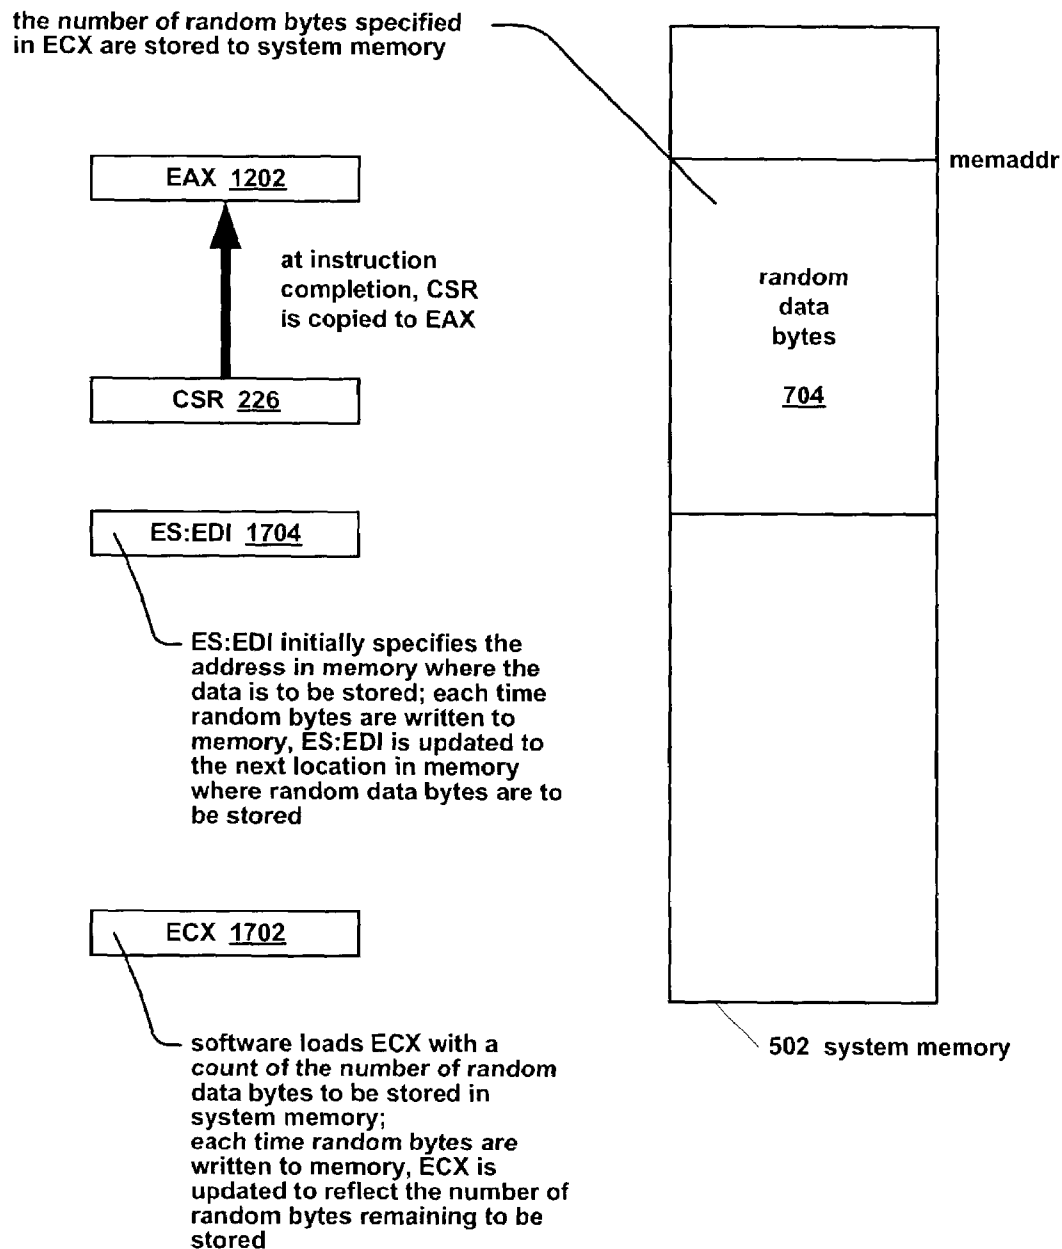 the number of random bytes specified
in ECX are stored to system memory
memaddr
EAX 1202
at instruction
completion, CSR
is copied to EAX
random
data
bytes
704
CSR 226
ES:EDI 1704
ES:EDI initially specifies the
address in memory where the
data is to be stored; each time
random bytes are written to
memory, ES:EDI is updated to
the next location in memory
where random data bytes are to
be stored
ECX 1702
software loads ECX with a
count of the number of random
data bytes to be stored in
system memory;
each time random bytes are
written to memory, ECX is
updated to reflect the number of
random bytes remaining to be
stored
502 system memory